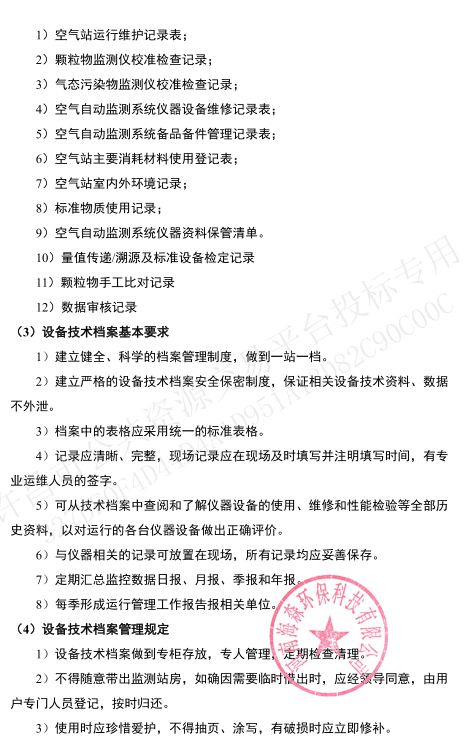 1）空气站运行维护记录表；
2）颗粒物监测仪校准检查记录；
3）气态污染物监测仪校准检查记录；
4）空气自动监测系统仪器设备维修记录表；
5）空气自动监测系统备品备件管理记录表；
6）空气站主要消耗材料使用登记表；
7）空气站室内外环境记录；
8）标准物质使用记录；
9）空气自动监测系统仪器资料保管清单。
10）量值传递/溯源及标准设备检定记录
11）颗粒物手工比对记录
12）数据审核记录
（3）设备技术档案基本要求
1）建立健全、科学的档案管理制度，做到一站一档。
2）建立严格的设备技术档案安全保密制度，保证相关设备技术资料、数据
不外泄。
3）档案中的表格应采用统一的标准表格。
4）记录应清晰、完整，现场记录应在现场及时填写并注明填写时间，有专
业运维人员的签字。
5）可从技术档案中查阅和了解仪器设备的使用、维修和性能检验等全部历
史资料，以对运行的各台仪器设备做出正确评价。
6）与仪器相关的记录可放置在现场，所有记录均应妥善保存。
7）定期汇总监控数据日报、月报、季报和年报。
8）每季形成运行管理工作报告报相关单位。
（4）设备技术档案管理规定
1）设备技术档案做到专柜存放，专人管理，定期检查清理。
2）不得随意带出监测站房，如确因需要临时借出时，应经领导同意，由用
户专门人员登记，按时归还。
3）使用时应珍惜爱护，不得抽页、涂写，有破损时应立即修补。
河南海森环保科技有限公司